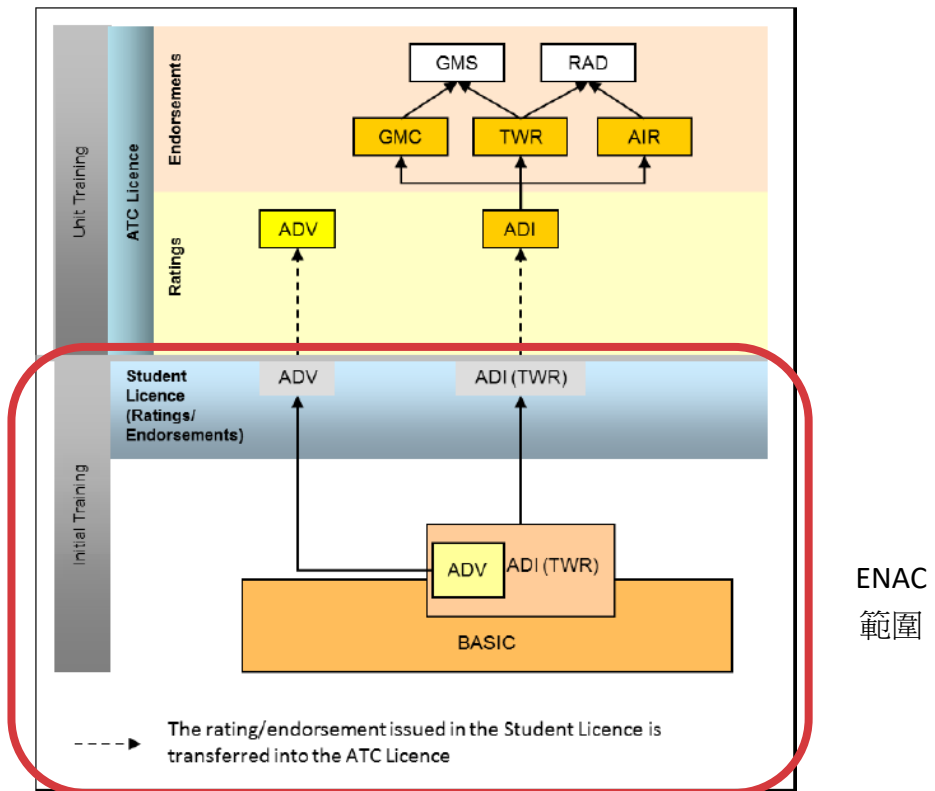 Unit Training
ATC Licence
Endorsements
GMS
RAD
GMC
TWR
AIR
Ratings
ADV
ADI
Initial Training
Student
Licence
(Ratings/
Endorsements)
ADV
ADI (TWR)
ADV
ADI (TWR)
BASIC
The rating/endorsement issued in the Student Licence is
transferred into the ATC Licence
ENAC
範圍